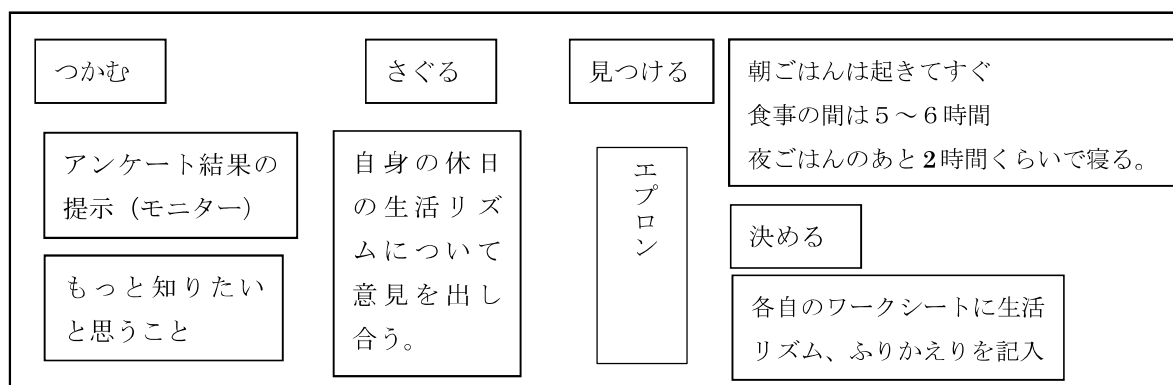 つかむ
アンケート結果の
提示（モニター）
もっと知りたい
と思うこと
さぐる
自身の休日
の生活リズ
ムについて
意見を出し
合う。
見つける
エプロン
朝ごはんは起きてすぐ
食事の間は５～６時間
夜ごはんのあと２時間くらいで寝る。
決める
各自のワークシートに生活
リズム、ふりかえりを記入